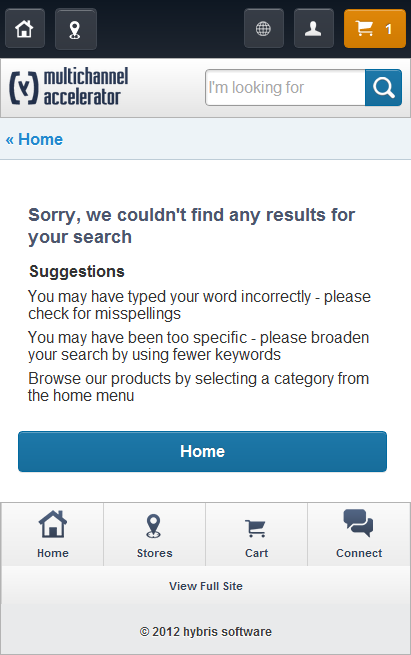 1
multichannel
accelerator
I'm looking for
« Home
Sorry, we couldn't find any results for
your search
Suggestions
You may have typed your word incorrectly - please
check for misspellings
You may have been too specific - please broaden
your search by using fewer keywords
Browse our products by selecting a category from
the home menu
Home
Home Stores Cart Connect
View Full Site
© 2012 hybris software